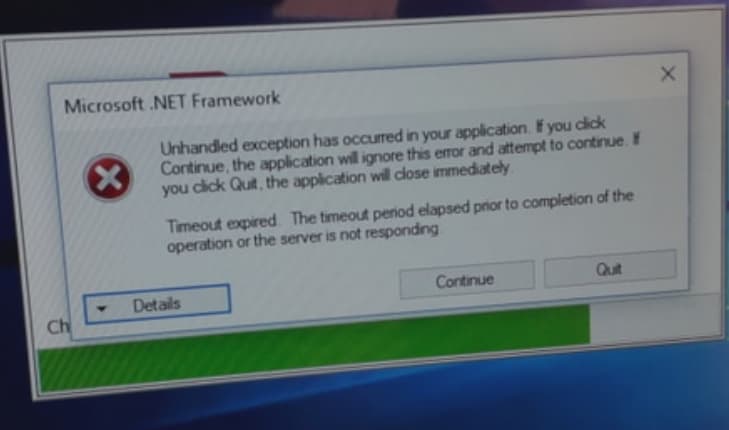 Microsoft .NET Framework
Unhandled exception has occurred in your application. If you click
Continue, the application will ignore this error and attempt to continue. If
you click Quit, the application will close immediately.
Timeout expired.  The timeout period elapsed prior to completion of the
operation or the server is not responding.
Details
Continue
Quit
Ch